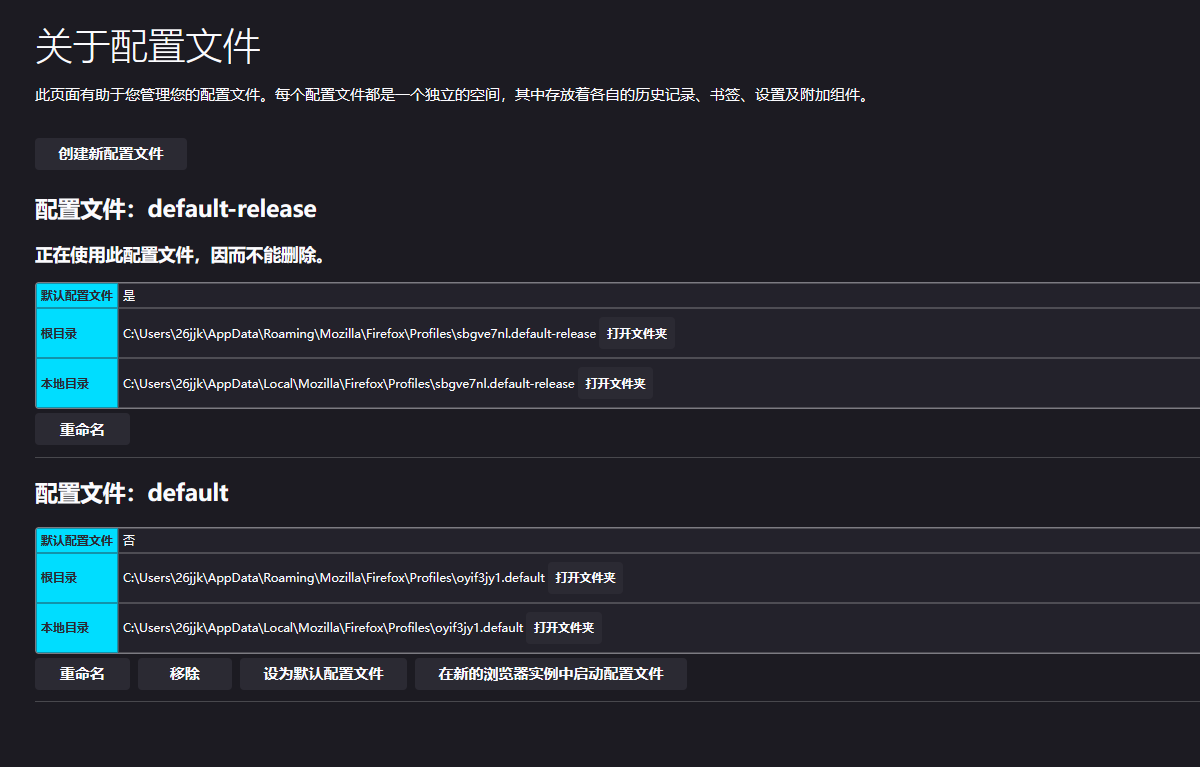 关于配置文件
此页面有助于您管理您的配置文件。每个配置文件都是一个独立的空间，其中存放着各自的历史记录、书签、设置及附加组件。
创建新配置文件
配置文件：default-release
正在使用此配置文件，因而不能删除。
默认配置文件 是
根目录 C:\Users\26jjk\AppData\Roaming\Mozilla\Firefox\Profiles\sbgve7nl.default-release 打开文件夹
本地目录 C:\Users\26jjk\AppData\Local\Mozilla\Firefox\Profiles\sbgve7nl.default-release 打开文件夹
重命名
配置文件：default
默认配置文件 否
根目录 C:\Users\26jjk\AppData\Roaming\Mozilla\Firefox\Profiles\oyif3jy1.default 打开文件夹
本地目录 C:\Users\26jjk\AppData\Local\Mozilla\Firefox\Profiles\oyif3jy1.default 打开文件夹
重命名 移除 设为默认配置文件 在新的浏览器实例中启动配置文件